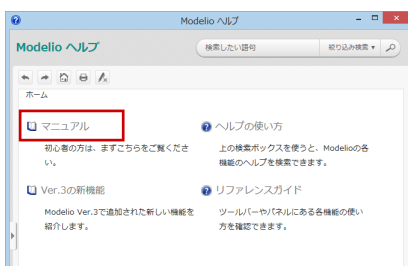 Modelio ヘルプ
Modelio ヘルプ
検索したい語句
絞り込み検索
ホーム
マニュアル
ヘルプの使い方
初心者の方は、まずこちらをご覧くださ
い。
上の検索ボックスを使うと、Modelioの各
機能のヘルプを検索できます。
Ver.3の新機能
リファレンスガイド
Modelio Ver.3で追加された新しい機能を
紹介します。
ツールバーやパネルにある各機能の使い
方を確認できます。